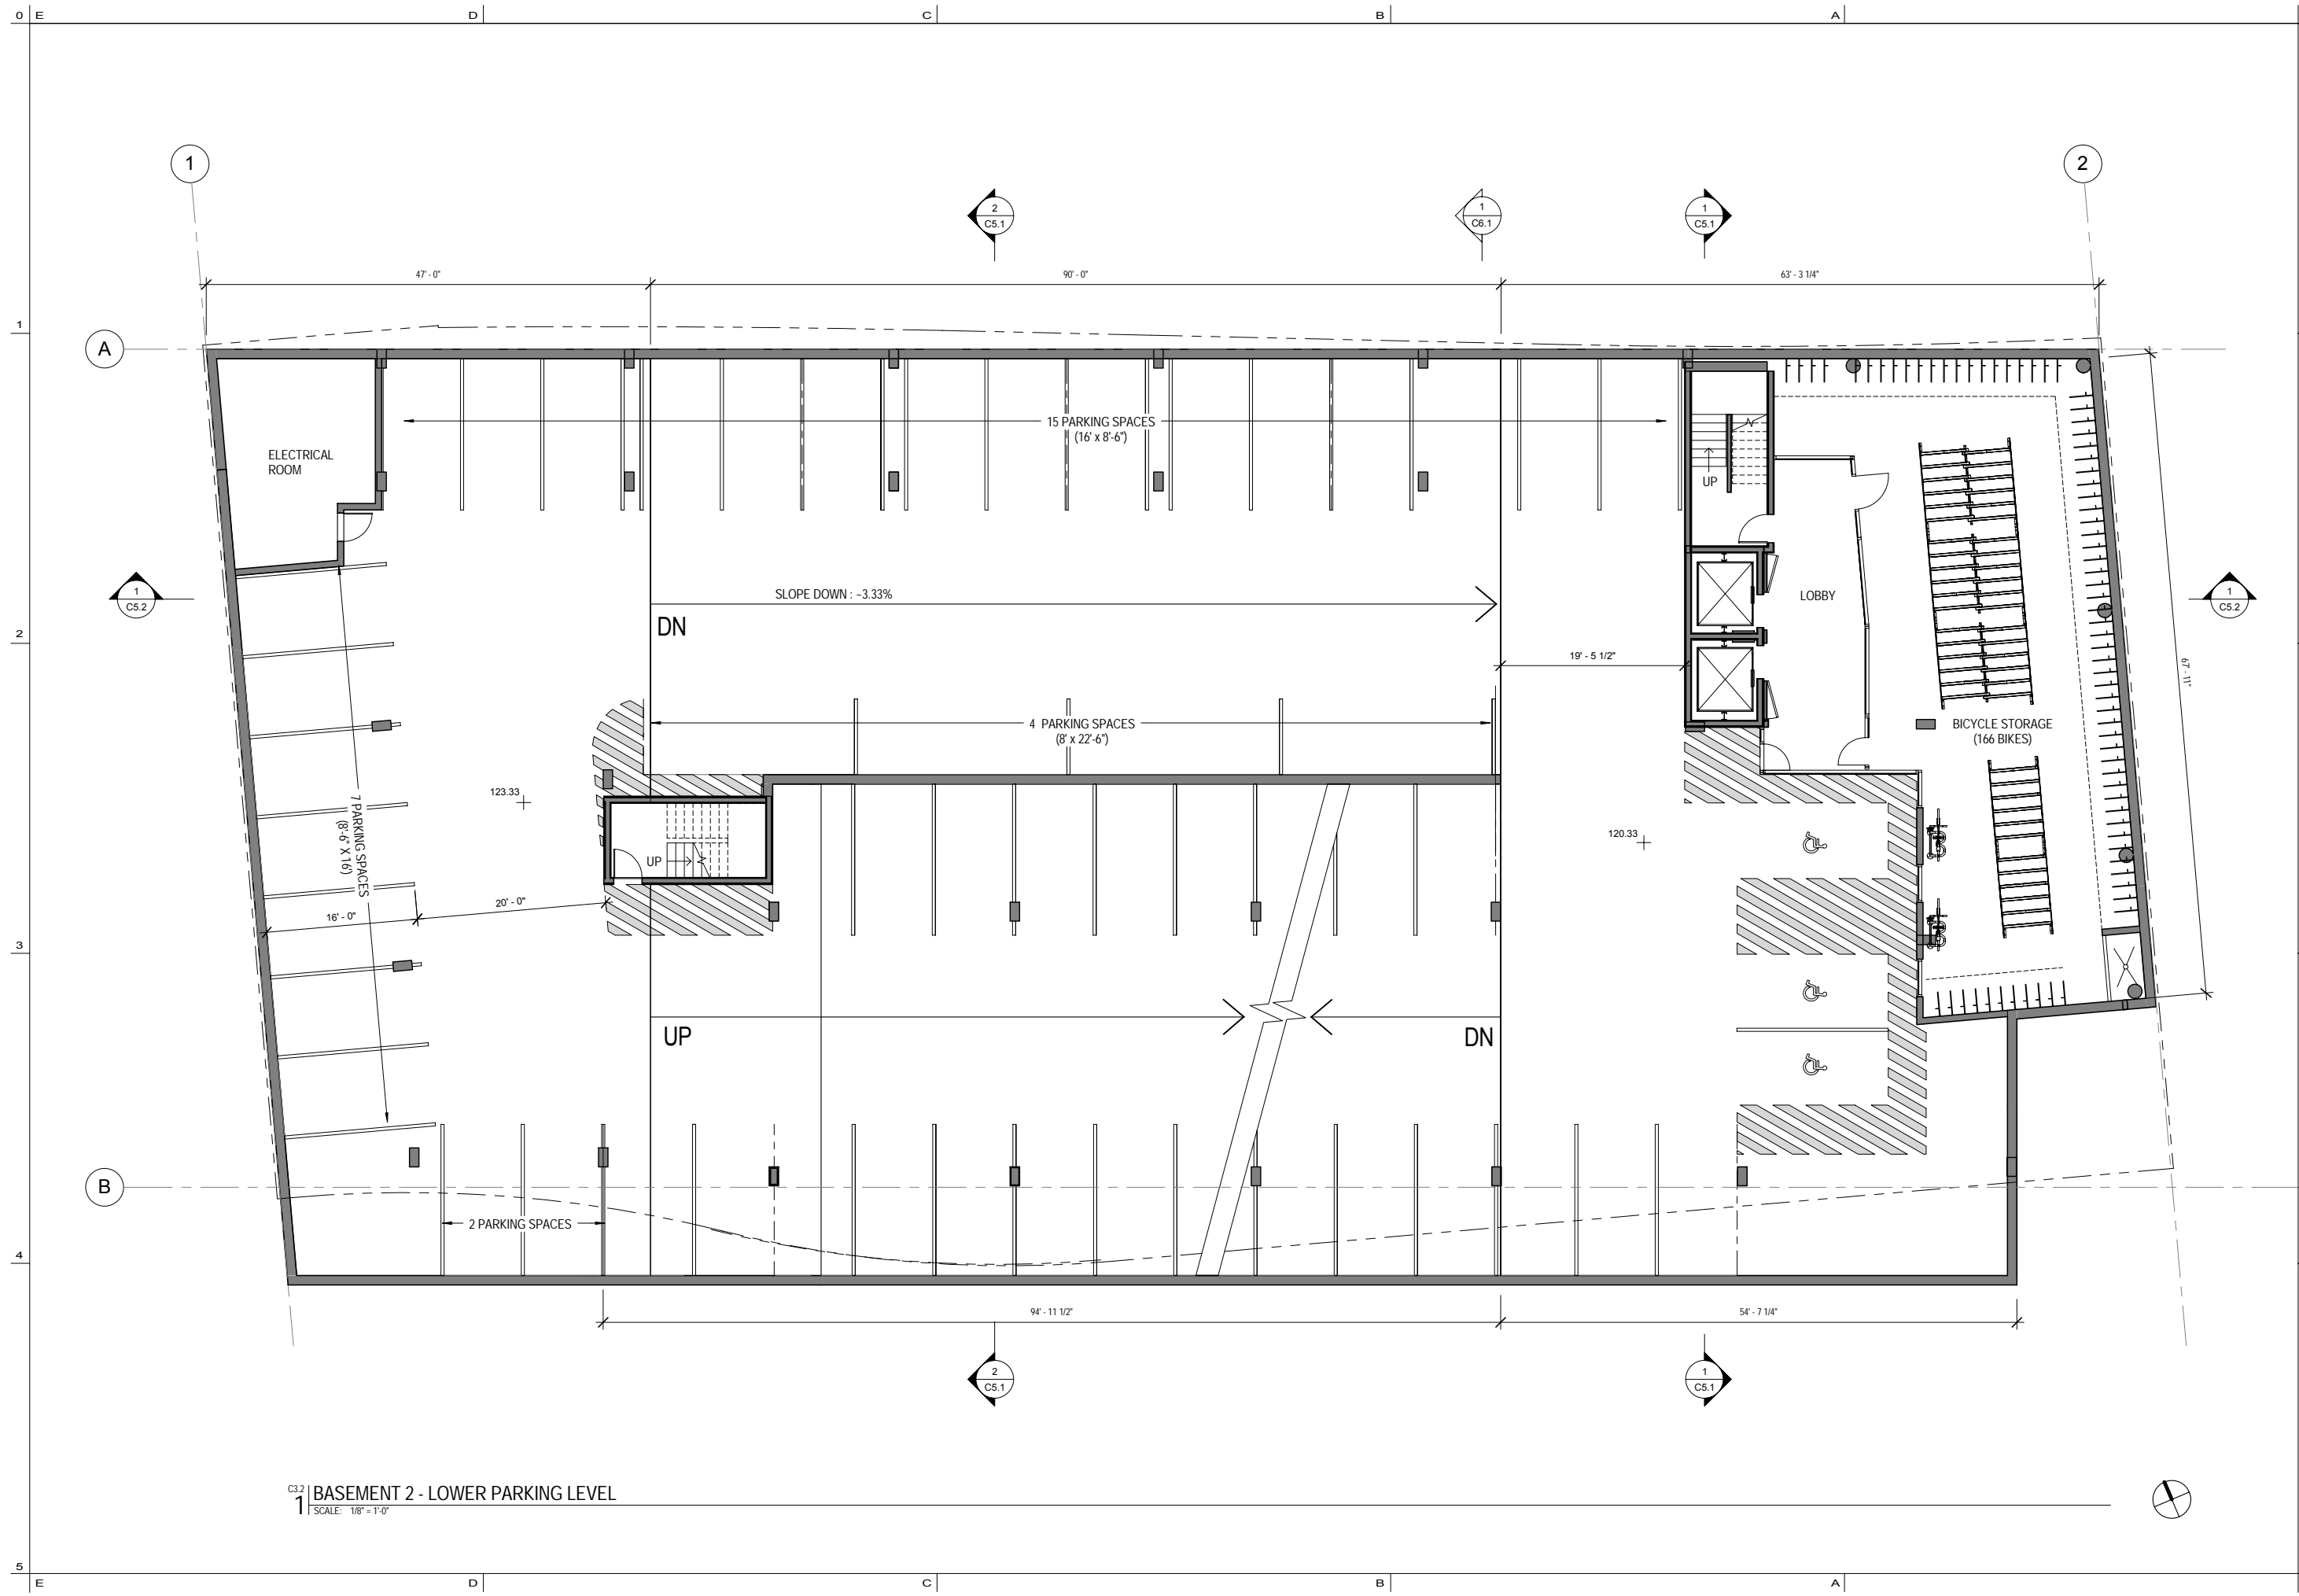 0 E D C B A
1 2
2 1 1
C5.1 C6.1 C5.1
47' - 0" 90' - 0" 63' - 3 1/4"
1
A
15 PARKING SPACES
(16' x 8'-6")
ELECTRICAL
ROOM
UP
1
C5.2
SLOPE DOWN : ~3.33%
DN
LOBBY
1
C5.2
2
19' - 5 1/2"
67' - 11"
4 PARKING SPACES
(8' x 22'-6")
BICYCLE STORAGE
(166 BIKES)
123.33
7 PARKING SPACES
(8'-6" X 16')
UP
120.33
16' - 0" 20' - 0"
3
UP DN
B
2 PARKING SPACES
4
94' - 11 1/2" 54' - 7 1/4"
2 1
C5.1 C5.1
C3.2
1
BASEMENT 2 - LOWER PARKING LEVEL
SCALE: 1/8" = 1'-0"
5
E D C B A